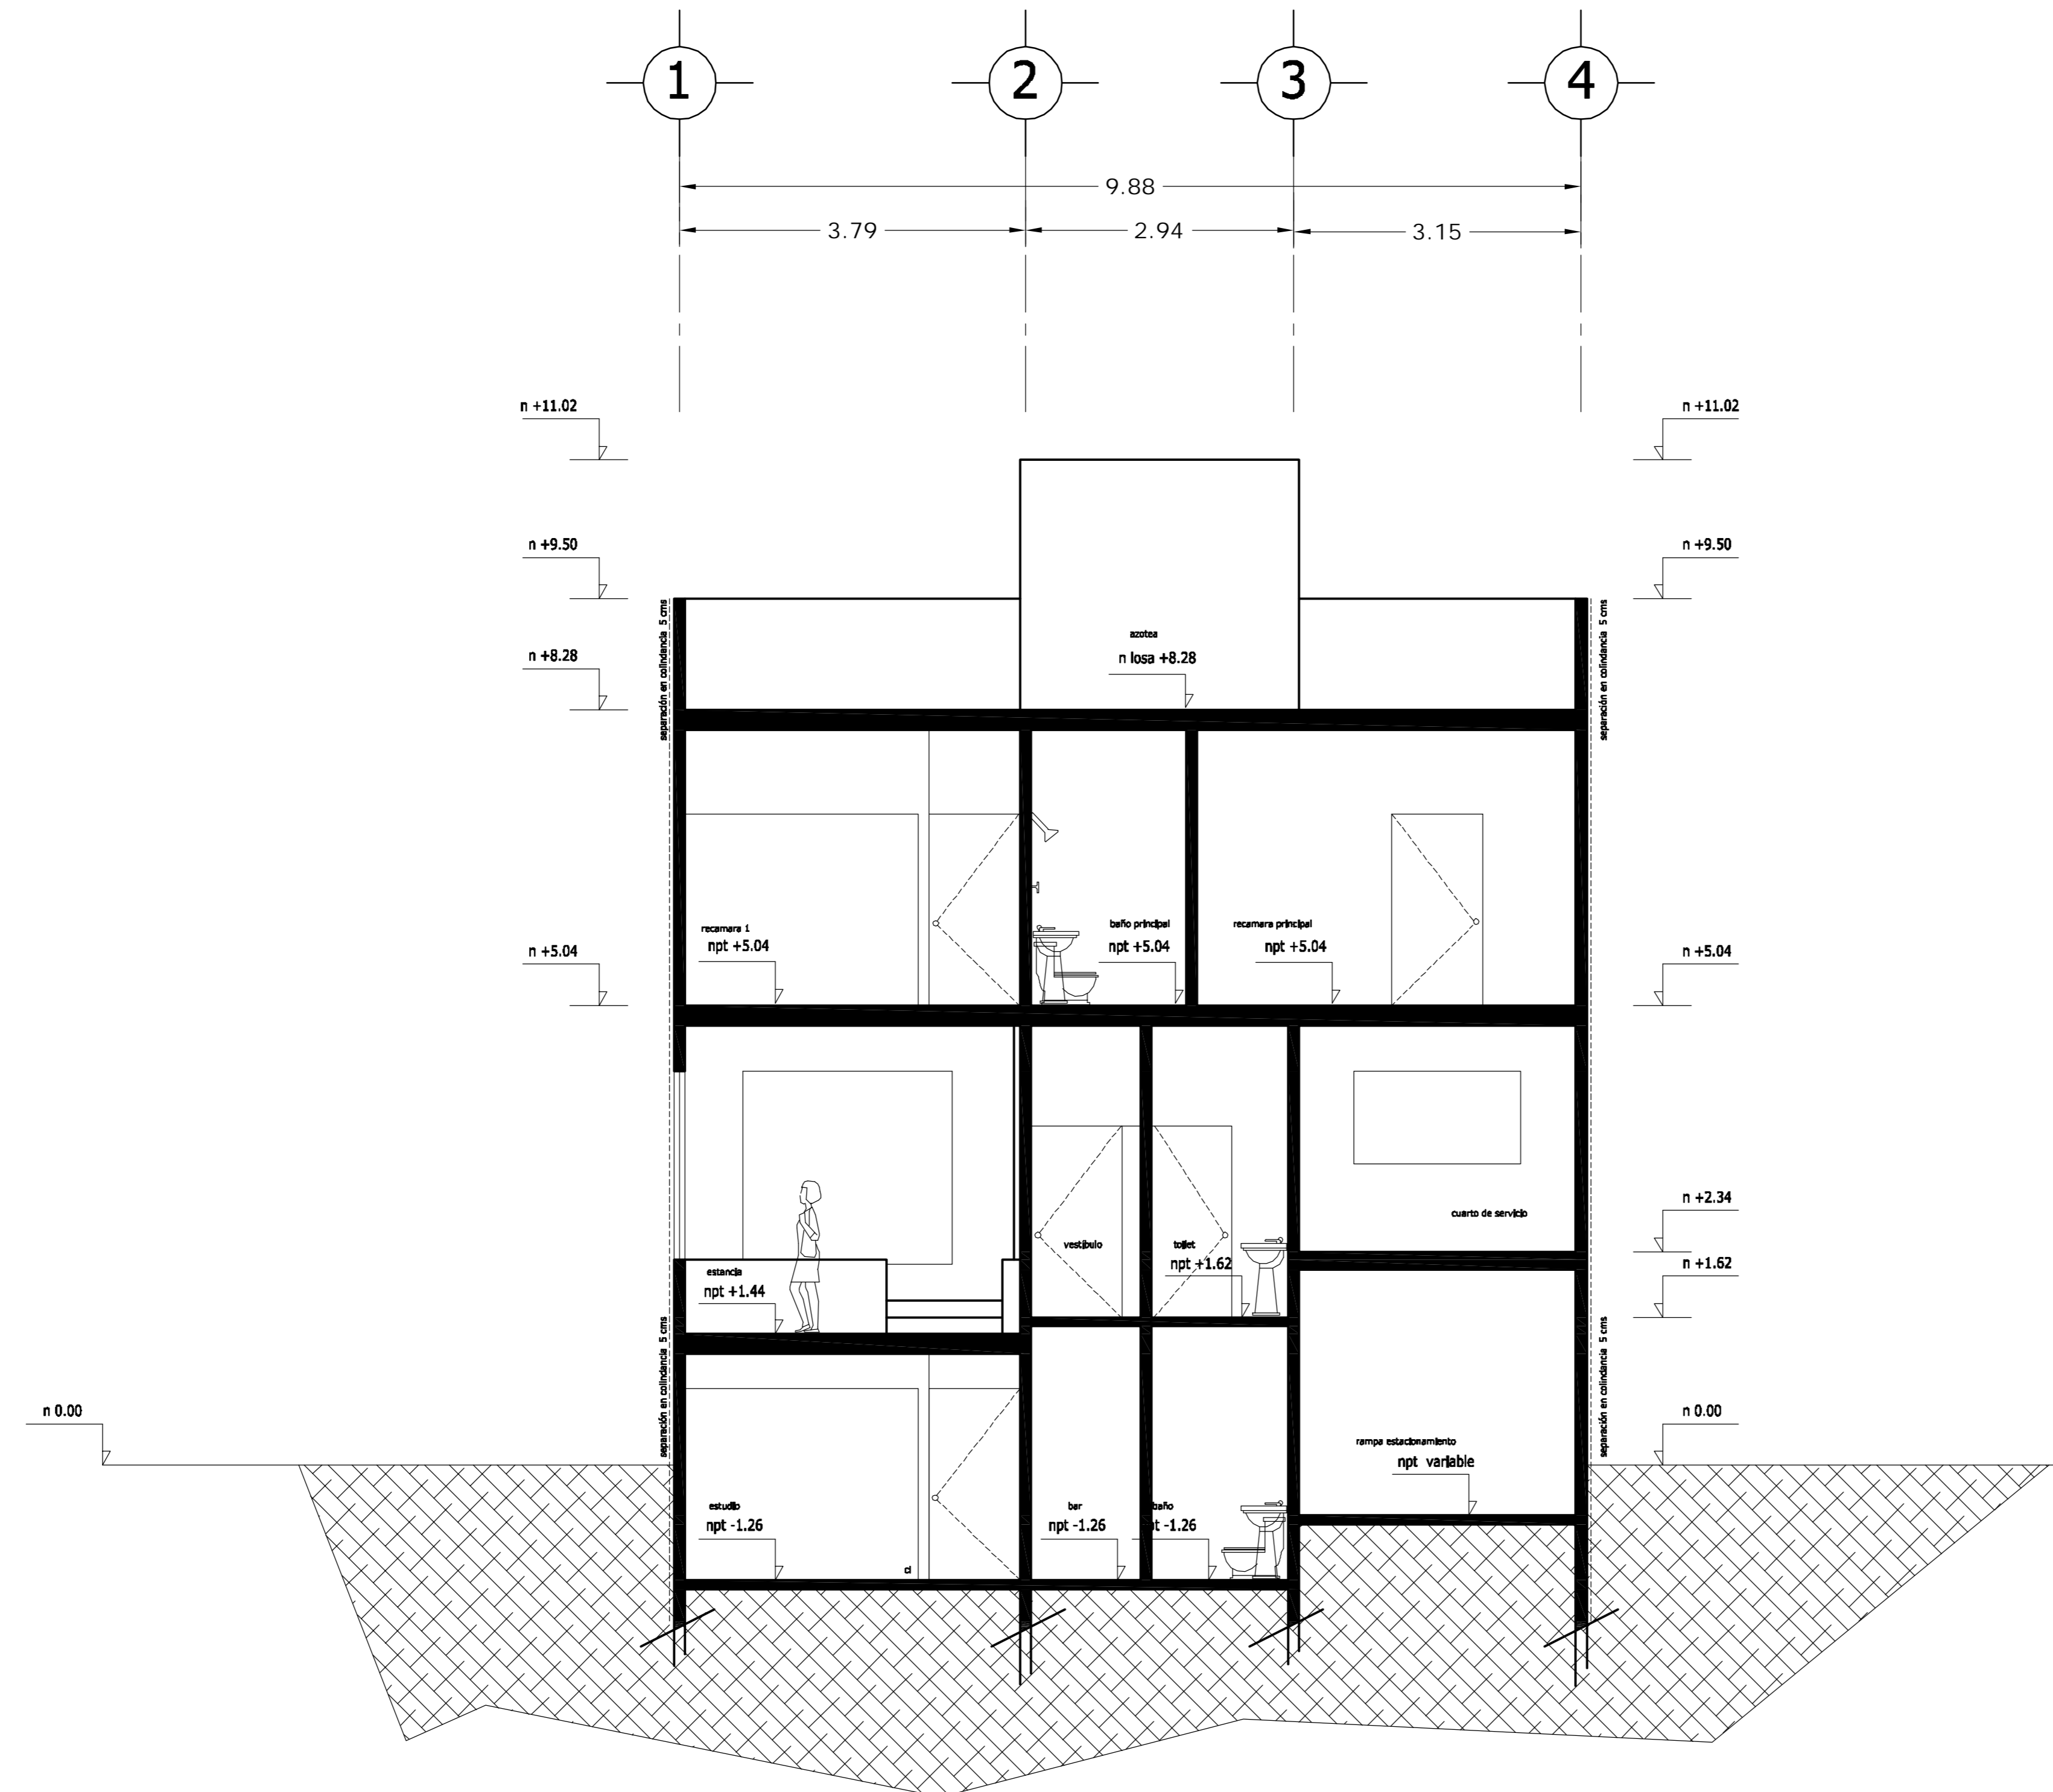 1 2 3 4
9.88
3.79 2.94 3.15
n +11.02 n +11.02
n +9.50 n +9.50
separación en colindancia 5 cms
separación en colindancia 5 cms
azotea
n losa +8.28
n +8.28
recamara 1
npt +5.04
baño principal
npt +5.04
recamara principal
npt +5.04
n +5.04 n +5.04
n +2.34
cuarto de servicio
vestibulo
toilet
npt +1.62
n +1.62
estancia
npt +1.44
separación en colindancia 5 cms
separación en colindancia 5 cms
n 0.00 n 0.00
rampa estacionamiento
npt variable
estudio
npt -1.26
bar
npt -1.26
baño
npt -1.26
cl